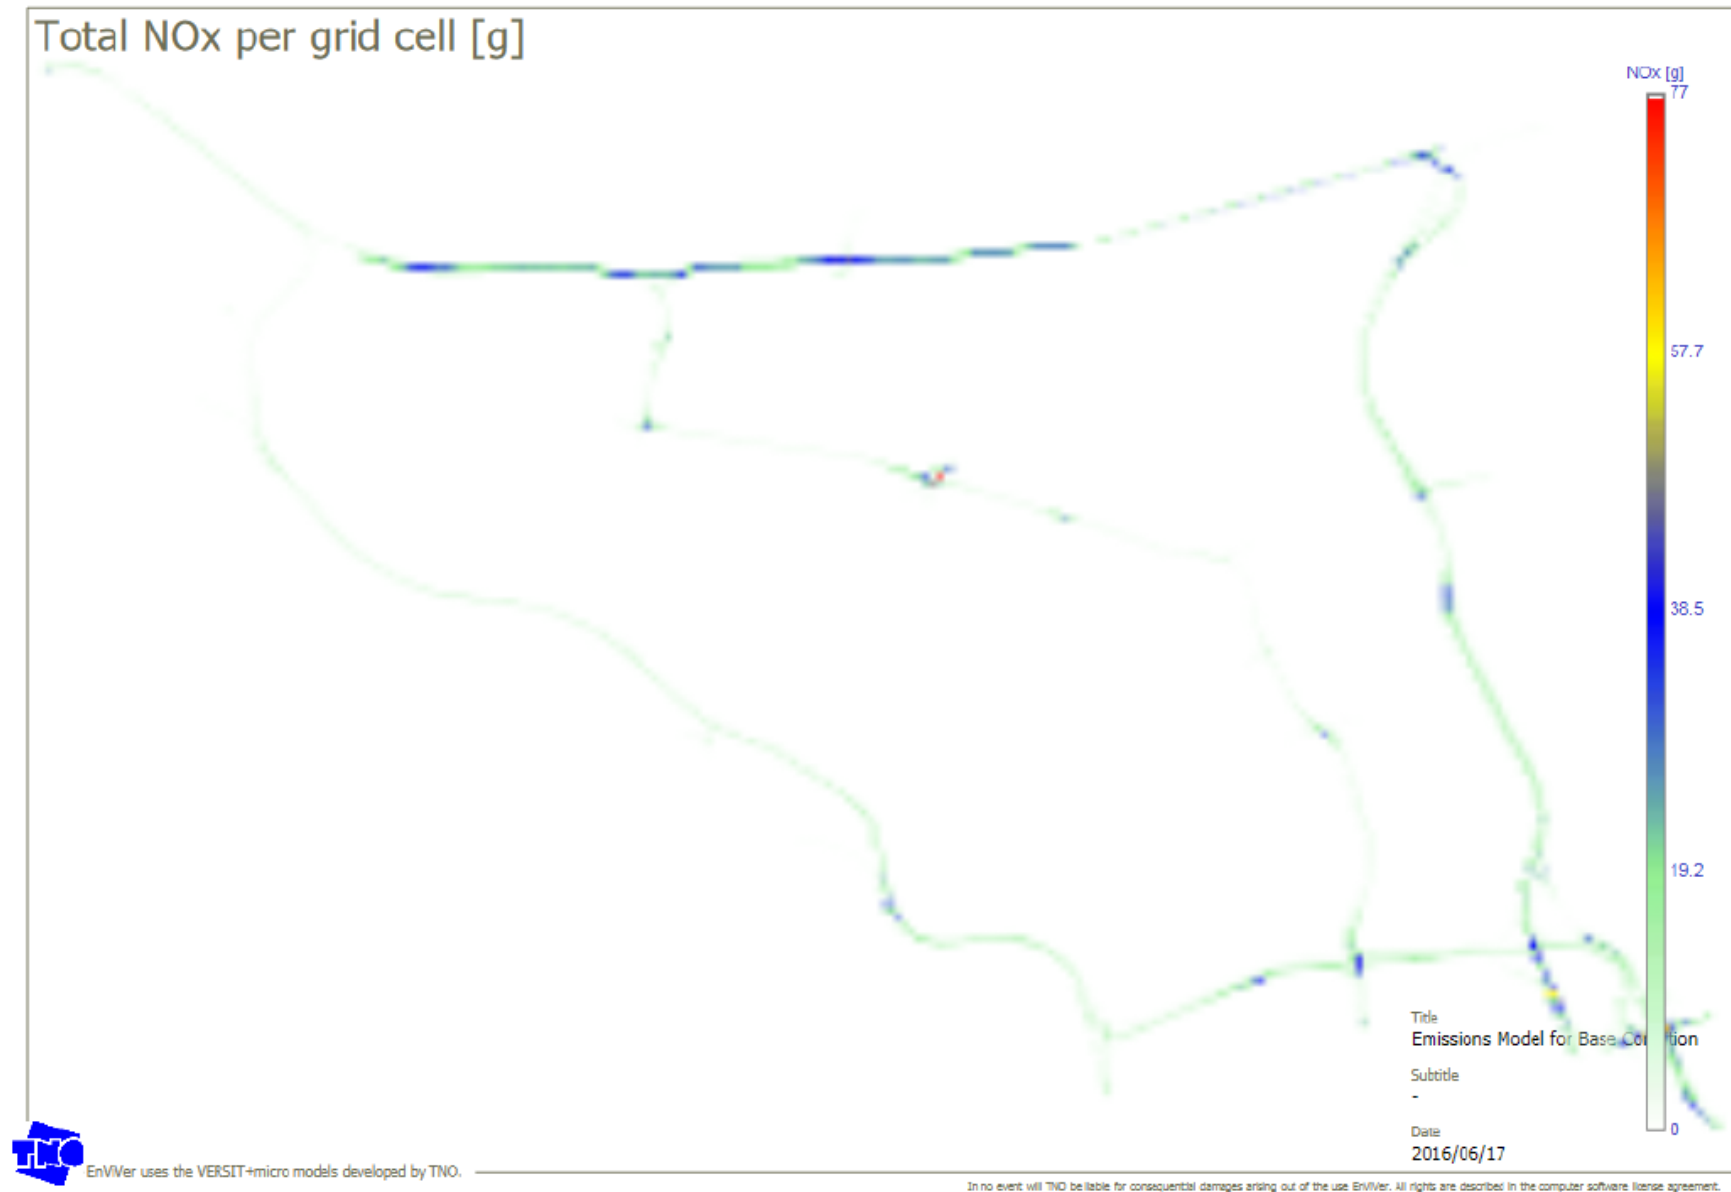 Total NOx per grid cell [g]
NOx [g]
77
57.7
38.5
19.2
0
Title
Emissions Model for Base Condition
Subtitle
-
Date
2016/06/17
TNO
EnViVer uses the VERSIT+micro models developed by TNO.
In no event will TNO be liable for consequential damages arising out of the use EnViVer. All rights are described in the computer software license agreement.